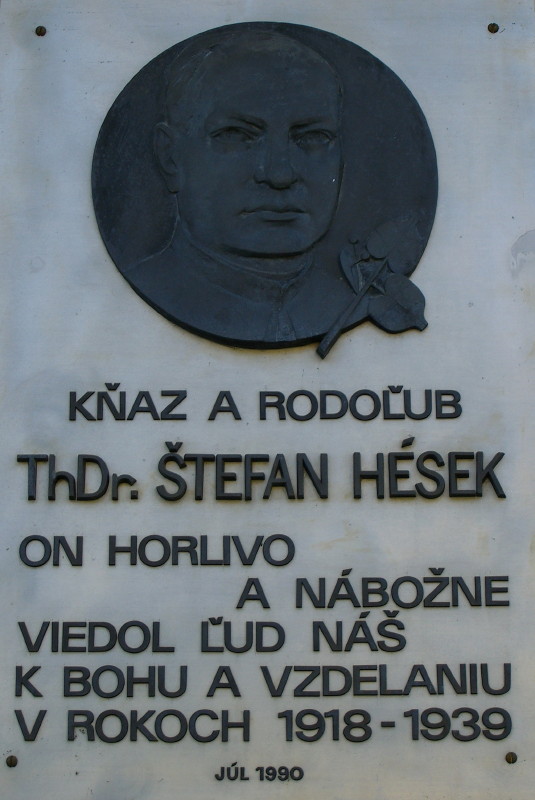 KŇAZ A RODOĽUB
ThDr. ŠTEFAN HÉSEK
ON HORLIVO
A NÁBOŽNE
VIEDOL ĽUD NÁŠ
K BOHU A VZDELANIU
V ROKOCH 1918-1939
JÚL 1990